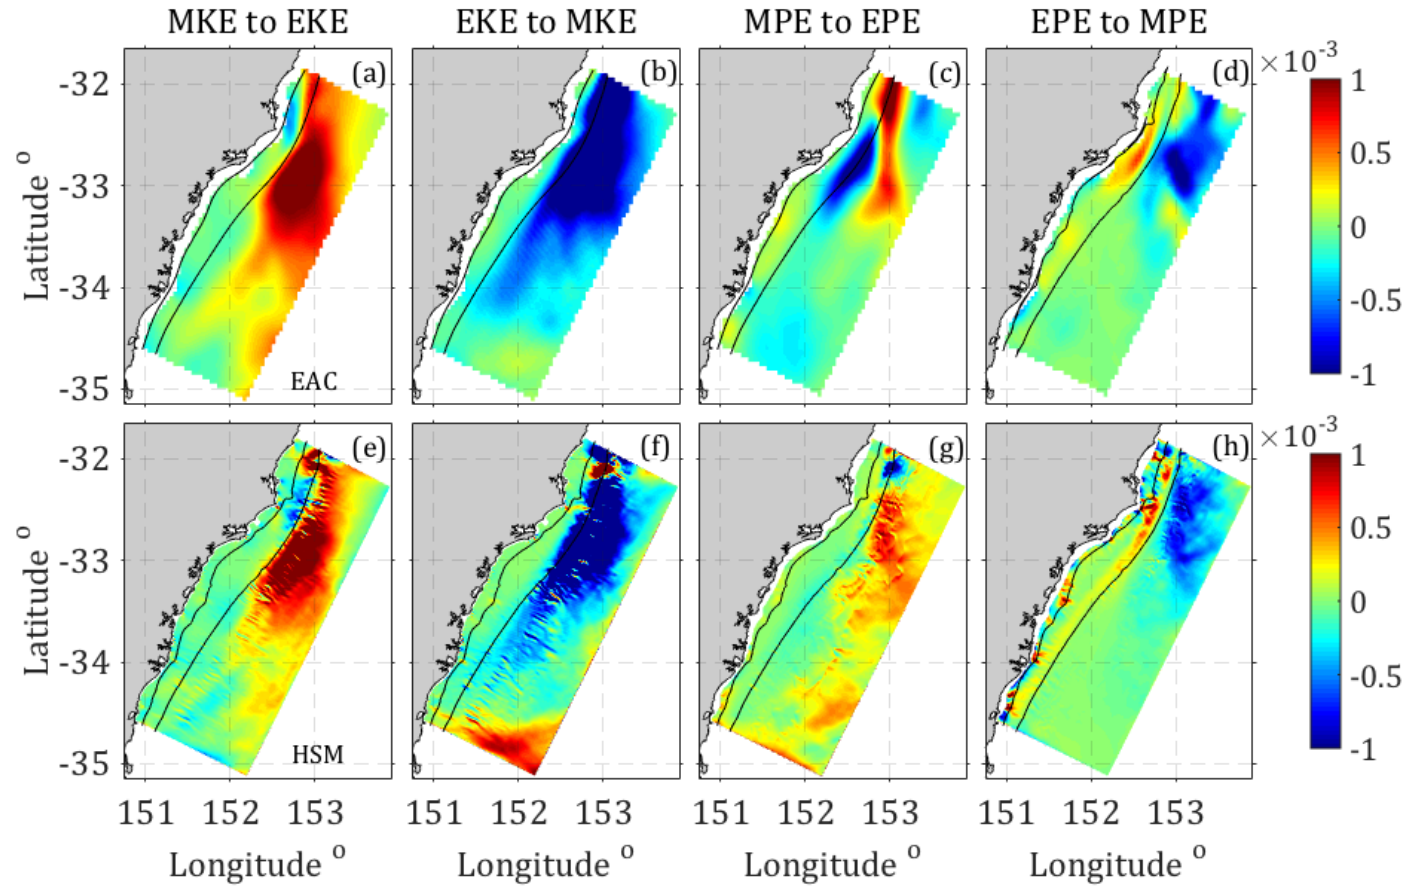 MKE to EKE
EKE to MKE
MPE to EPE
EPE to MPE
(a)
(b)
(c)
(d)
×10⁻³
-32
-33
-34
-35
Latitude °
EAC
1
0.5
0
-0.5
-1
(e)
(f)
(g)
(h)
×10⁻³
-32
-33
-34
-35
Latitude °
HSM
1
0.5
0
-0.5
-1
151 152 153
151 152 153
151 152 153
151 152 153
Longitude °
Longitude °
Longitude °
Longitude °